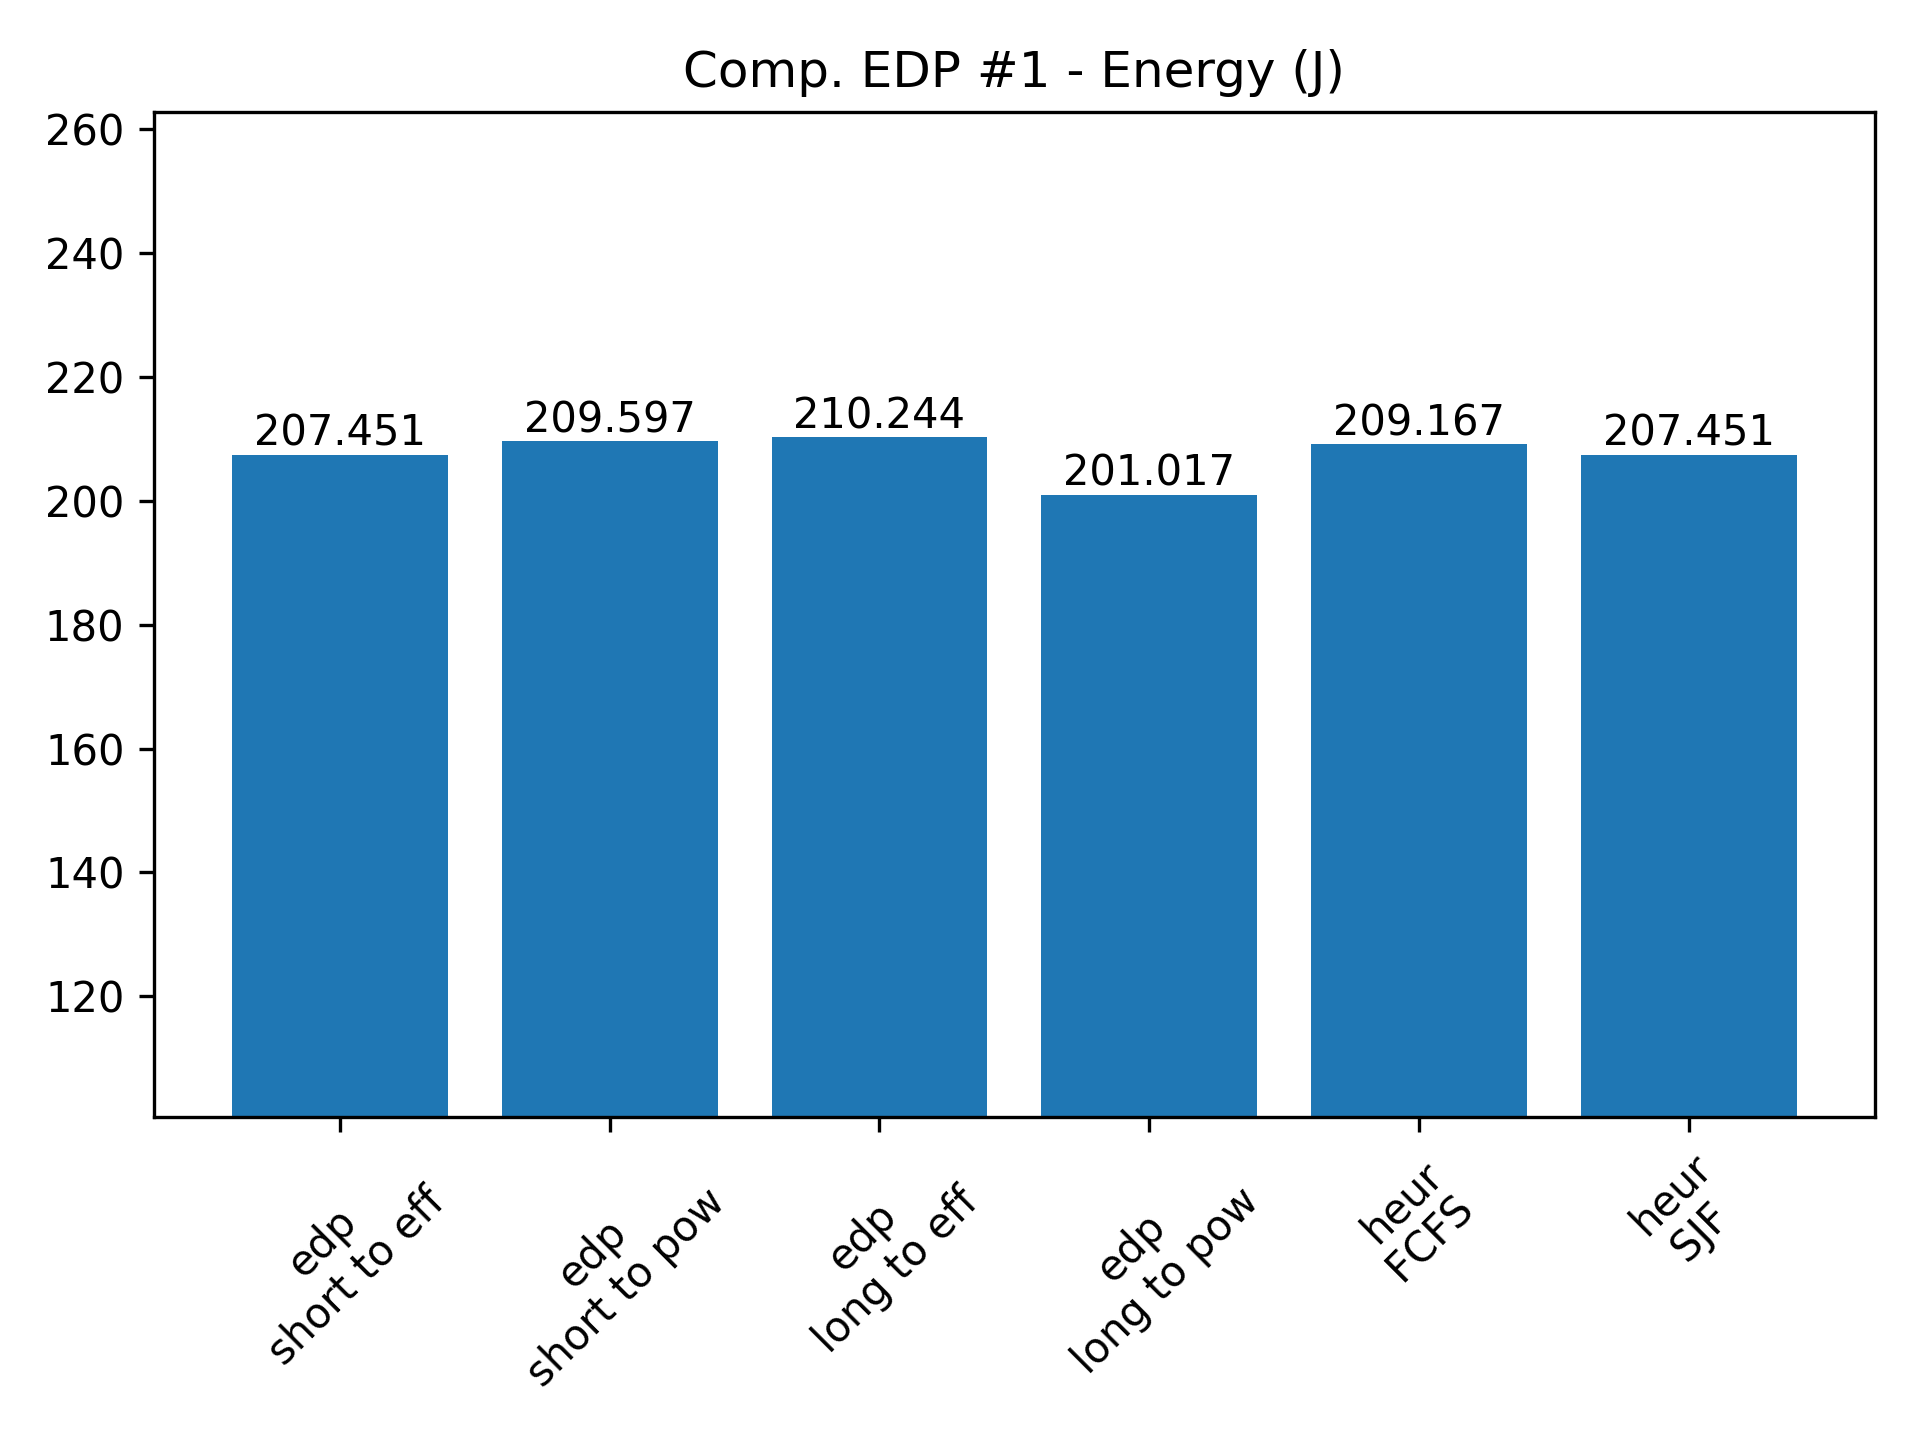 Comp. EDP #1 - Energy (J)
260
240
220
200
180
160
140
120
207.451
209.597
210.244
201.017
209.167
207.451
edp
short to eff
edp
short to pow
edp
long to eff
edp
long to pow
heur
FCFS
heur
SJF